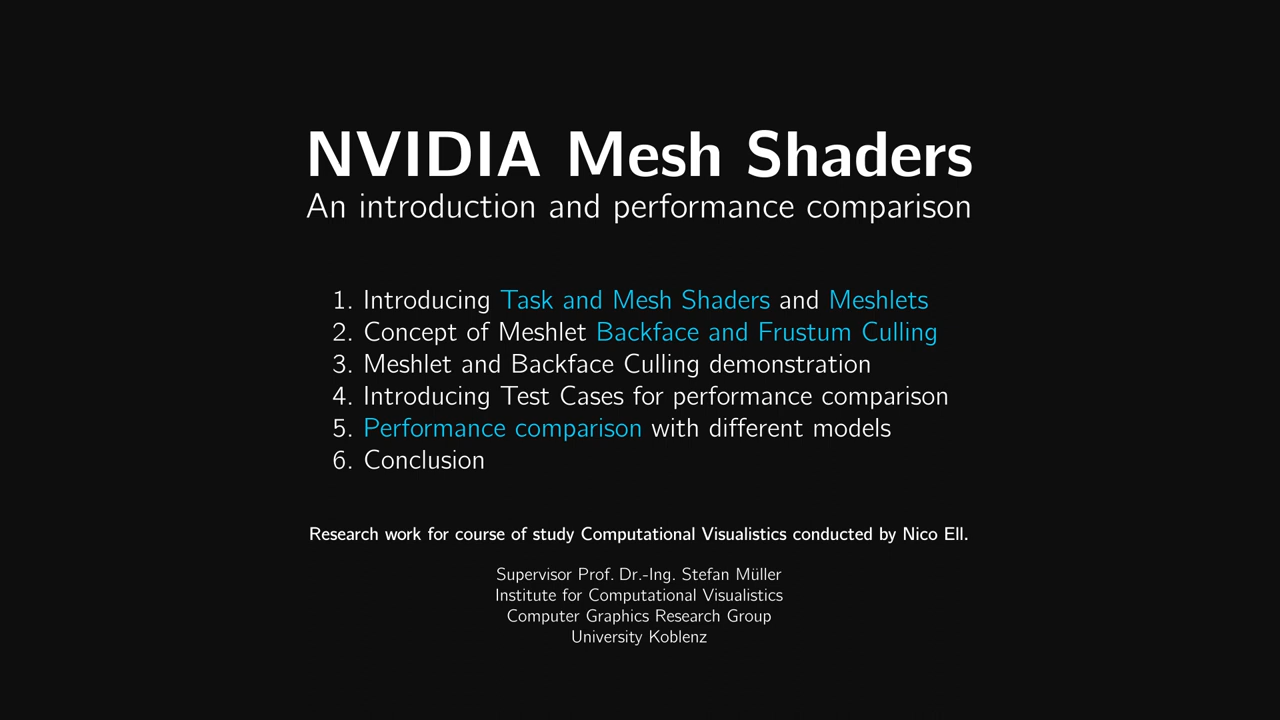 NVIDIA Mesh Shaders
An introduction and performance comparison
1. Introducing Task and Mesh Shaders and Meshlets
2. Concept of Meshlet Backface and Frustum Culling
3. Meshlet and Backface Culling demonstration
4. Introducing Test Cases for performance comparison
5. Performance comparison with different models
6. Conclusion
Research work for course of study Computational Visualistics conducted by Nico Ell.
Supervisor Prof. Dr.-Ing. Stefan Müller
Institute for Computational Visualistics
Computer Graphics Research Group
University Koblenz